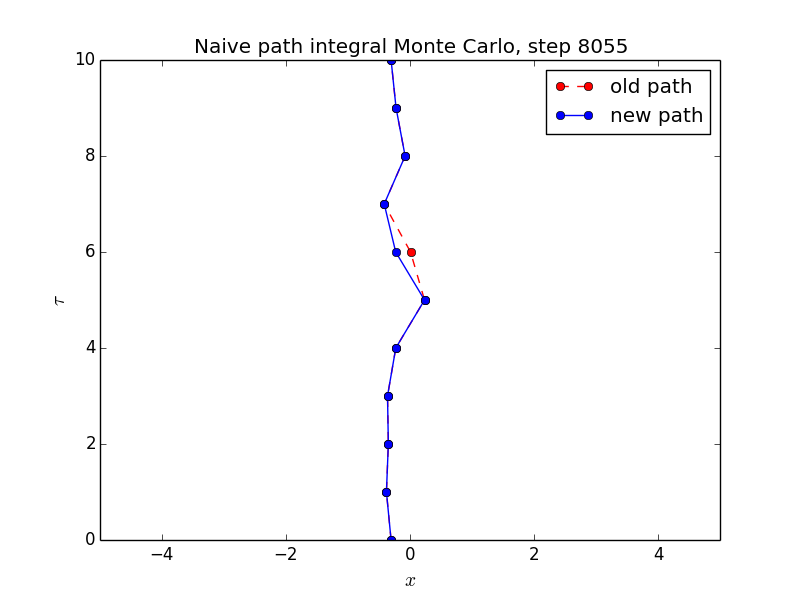 Naive path integral Monte Carlo, step 8055
old path
new path
10
8
6
4
2
0
τ
−4 −2 0 2 4
x